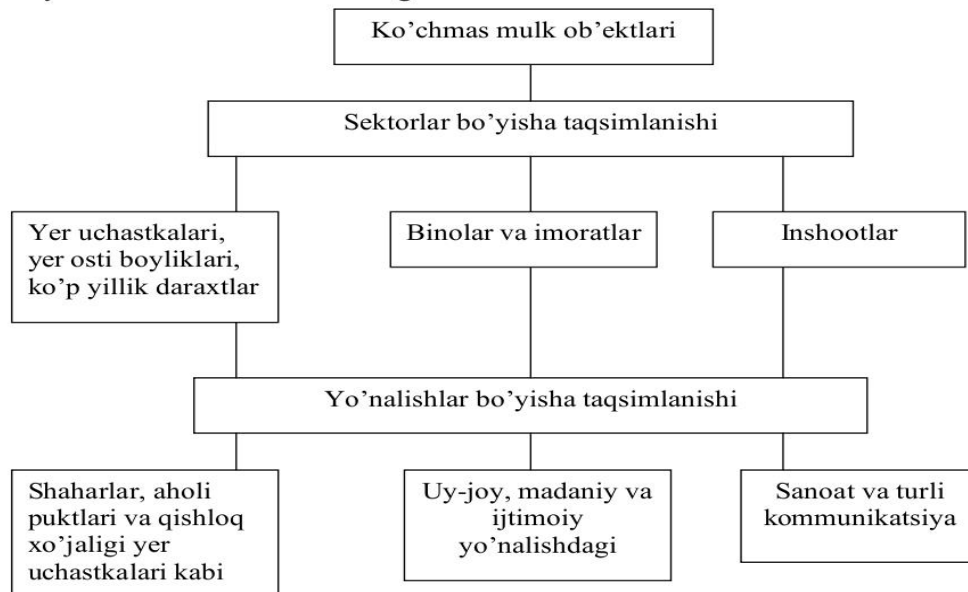 Ko’chmas mulk ob’ektlari
Sektorlar bo’yisha taqsimlanishi
Yer uchastkalari,
yer osti boyliklari,
ko’p yillik daraxtlar
Binolar va imoratlar
Inshootlar
Yo’nalishlar bo’yisha taqsimlanishi
Shaharlar, aholi
puktlari va qishloq
xo’jaligi yer
uchastkalari kabi
Uy-joy, madaniy va
ijtimoiy
yo’nalishdagi
Sanoat va turli
kommunikatsiya